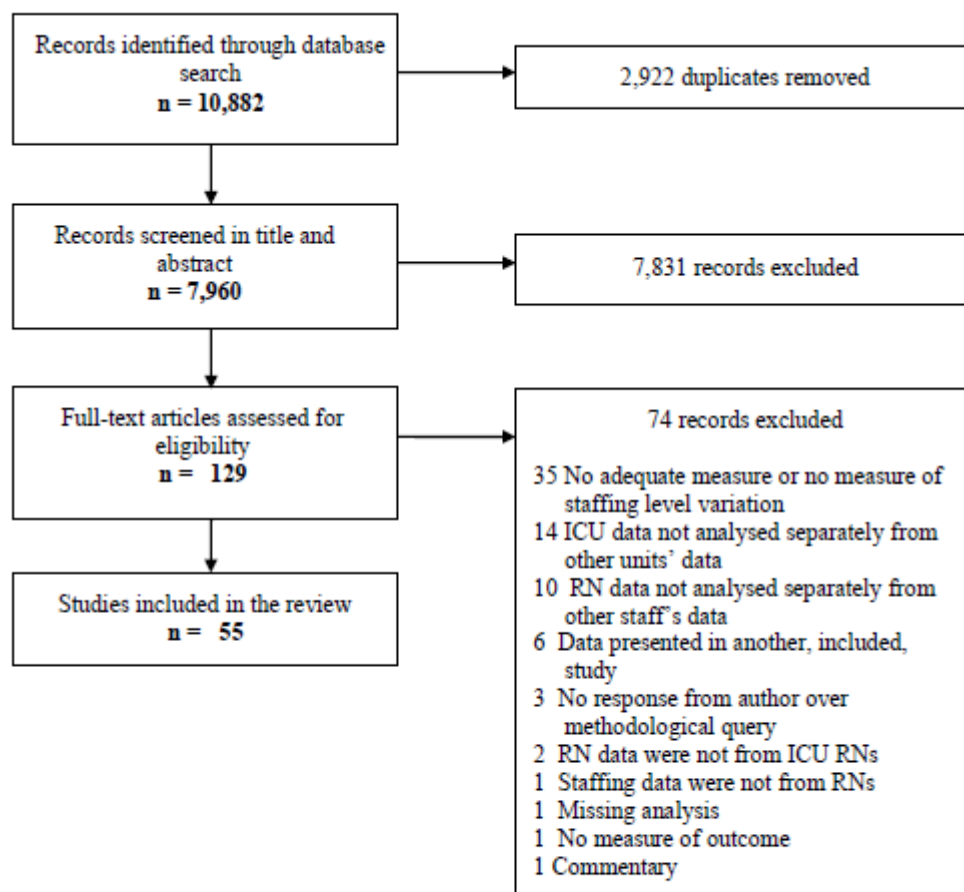 Records identified through database
search
n = 10,882
2,922 duplicates removed
Records screened in title and
abstract
n = 7,960
7,831 records excluded
Full-text articles assessed for
eligibility
n = 129
74 records excluded
35 No adequate measure or no measure of
staffing level variation
14 ICU data not analysed separately from
other units' data
10 RN data not analysed separately from
other staff's data
6 Data presented in another, included,
study
3 No response from author over
methodological query
2 RN data were not from ICU RNs
1 Staffing data were not from RNs
1 Missing analysis
1 No measure of outcome
1 Commentary
Studies included in the review
n = 55